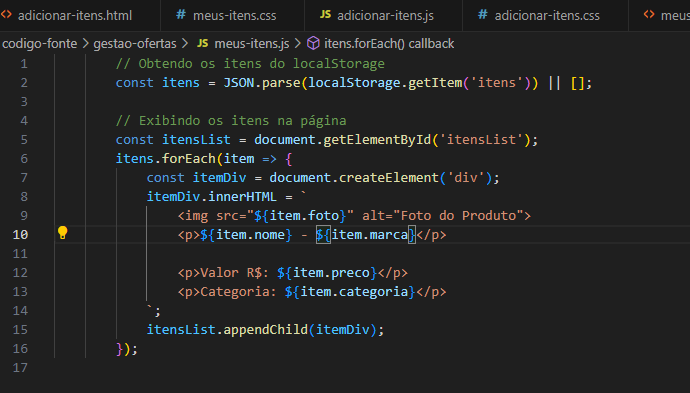 adicionar-itens.html
meus-itens.css
JS adicionar-itens.js
# adicionar-itens.css
<> meus
codigo-fonte > gestao-ofertas > JS meus-itens.js > itens.forEach() callback
1 // Obtendo os itens do localStorage
2 const itens = JSON.parse(localStorage.getItem('itens')) || [];
3
4 // Exibindo os itens na página
5 const itensList = document.getElementById('itensList');
6 itens.forEach(item => {
7 const itemDiv = document.createElement('div');
8 itemDiv.innerHTML = `
9 <img src="${item.foto}" alt="Foto do Produto">
10 <p>${item.nome} - ${item.marca}</p>
11
12 <p>Valor R$: ${item.preco}</p>
13 <p>Categoria: ${item.categoria}</p>
14 `;
15 itensList.appendChild(itemDiv);
16 });
17